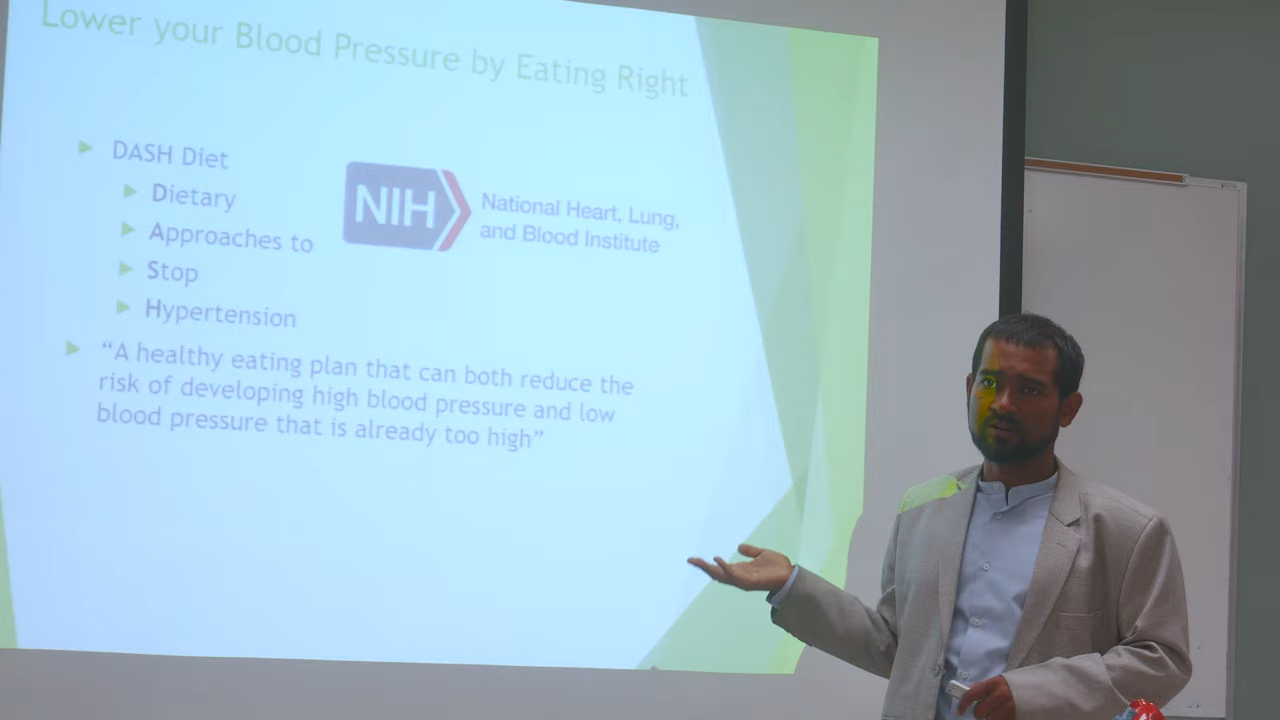 Lower your Blood Pressure by Eating Right
DASH Diet
Dietary
Approaches to
Stop
Hypertension
NIH
National Heart, Lung,
and Blood Institute
“A healthy eating plan that can both reduce the
risk of developing high blood pressure and low
blood pressure that is already too high”